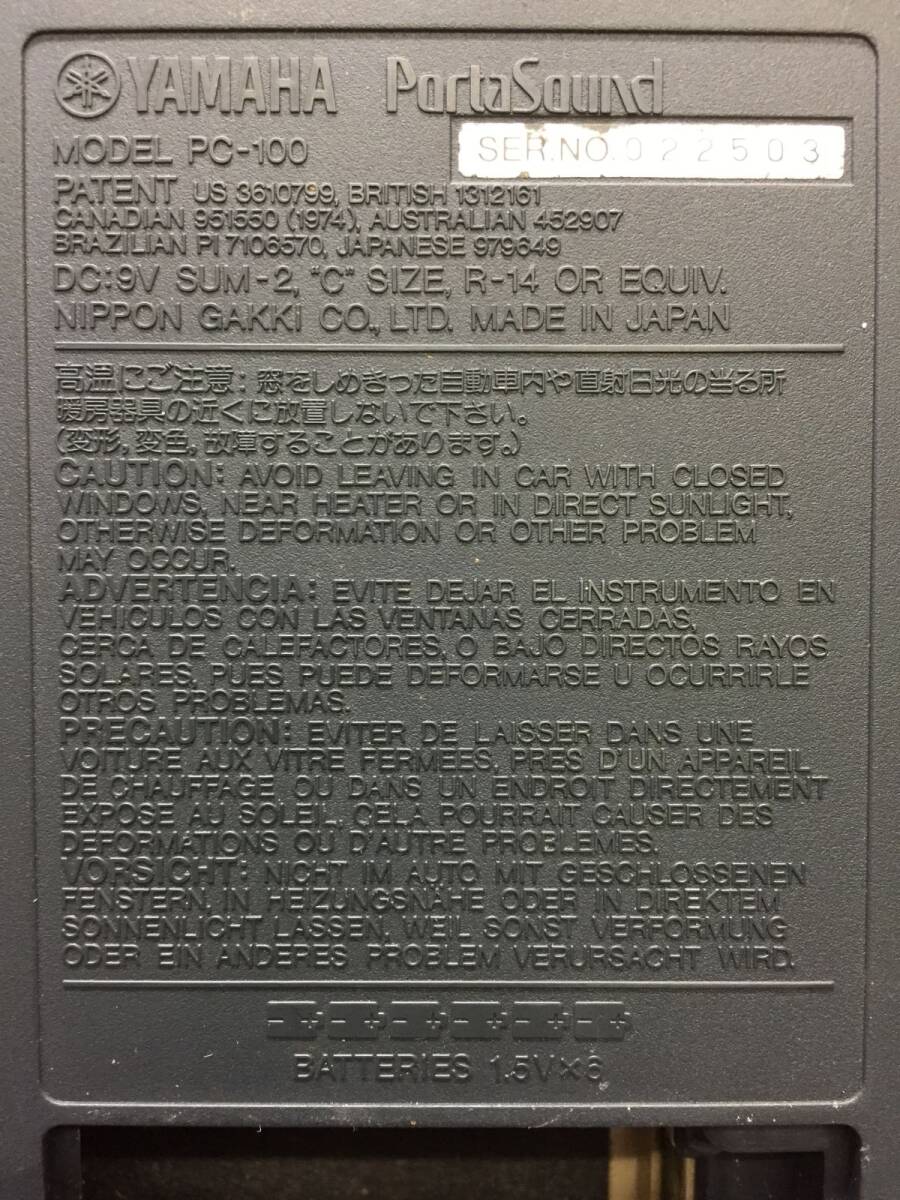 YAMAHA PortaSound
MODEL PC-100
SER.NO.022503
PATENT US 3610799, BRITISH 1312161
CANADIAN 951550 (1974), AUSTRALIAN 452907
BRAZILIAN PI 7106570, JAPANESE 979649
DC:9V SUM-2, "C" SIZE, R-14 OR EQUIV.
NIPPON GAKKI CO., LTD. MADE IN JAPAN
高温にご注意:窓をしめきった自動車内や直射日光の当る所
暖房器具の近くに放置しないで下さい。
(変形,変色,故障することがあります。)
CAUTION: AVOID LEAVING IN CAR WITH CLOSED
WINDOWS, NEAR HEATER OR IN DIRECT SUNLIGHT,
OTHERWISE DEFORMATION OR OTHER PROBLEM
MAY OCCUR.
ADVERTENCIA: EVITE DEJAR EL INSTRUMENTO EN
VEHICULOS CON LAS VENTANAS CERRADAS,
CERCA DE CALEFACTORES, O BAJO DIRECTOS RAYOS
SOLARES, PUES PUEDE DEFORMARSE U OCURRIRLE
OTROS PROBLEMAS.
PRECAUTION: EVITER DE LAISSER DANS UNE
VOITURE AUX VITRE FERMEES, PRES D'UN APPAREIL
DE CHAUFFAGE OU DANS UN ENDROIT DIRECTEMENT
EXPOSE AU SOLEIL. CELA POURRAIT CAUSER DES
DEFORMATIONS OU D'AUTRE PROBLEMES.
VORSICHT: NICHT IM AUTO MIT GESCHLOSSENEN
FENSTERN, IN HEIZUNGSNÄHE ODER IN DIREKTEM
SONNENLICHT LASSEN, WEIL SONST VERFORMUNG
ODER EIN ANDERES PROBLEM VERURSACHT WIRD.
- + - + - + - + - + - +
BATTERIES 1.5V×6